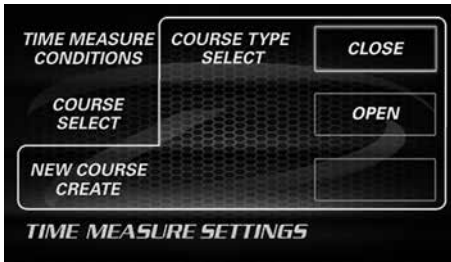 TIME MEASURE
CONDITIONS
COURSE TYPE
SELECT
CLOSE
COURSE
SELECT
OPEN
NEW COURSE
CREATE
TIME MEASURE SETTINGS